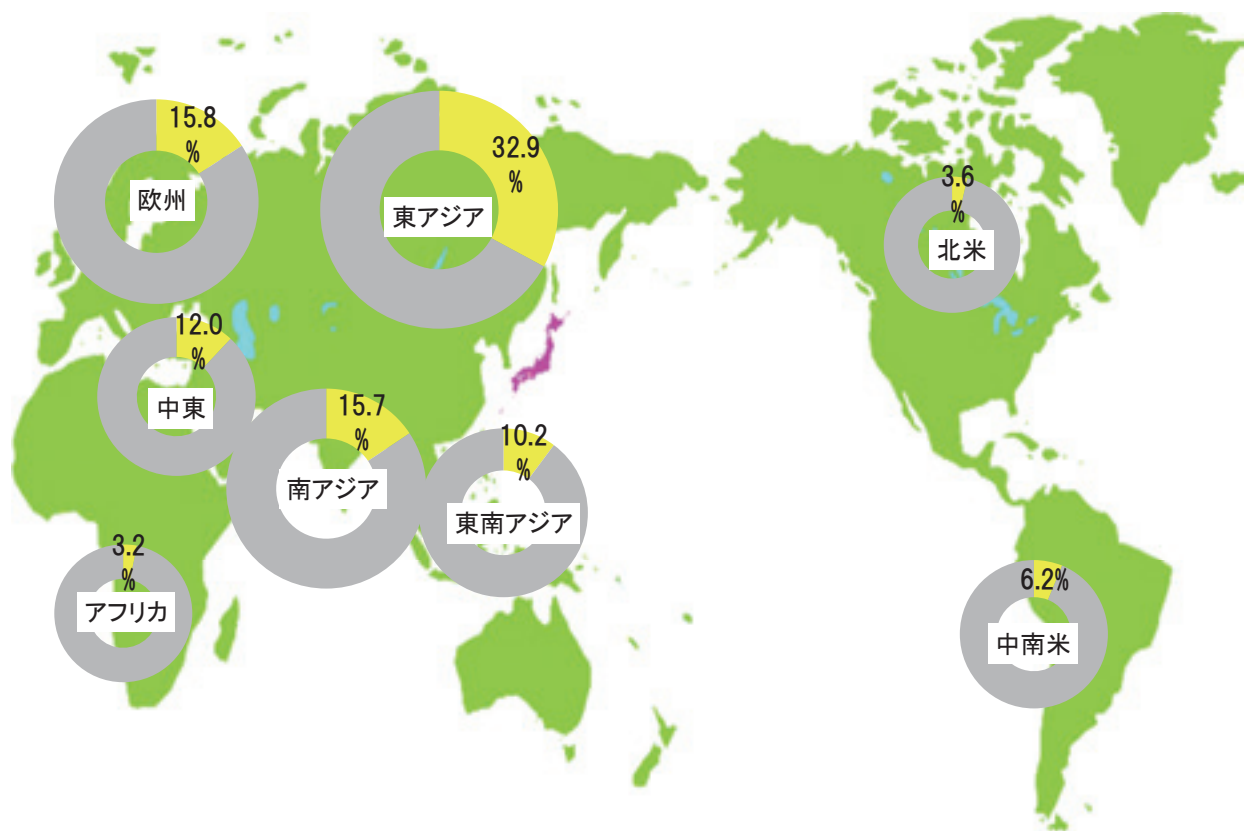 15.8
%
欧州
32.9
%
東アジア
3.6
%
北米
12.0
%
中東
15.7
%
南アジア
10.2
%
東南アジア
3.2
%
アフリカ
6.2%
中南米